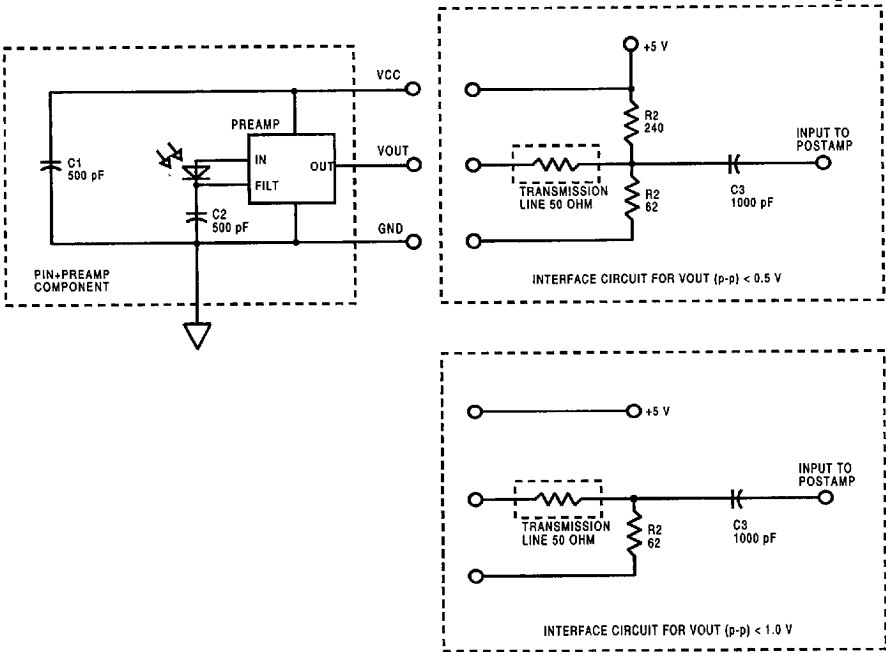 VCC
PREAMP
C1
500 pF
IN
OUT
VOUT
FILT
C2
500 pF
GND
PIN+PREAMP
COMPONENT
+5 V
R2
240
INPUT TO
POSTAMP
TRANSMISSION
LINE 50 OHM
R2
62
C3
1000 pF
INTERFACE CIRCUIT FOR VOUT (p-p) < 0.5 V
+5 V
INPUT TO
POSTAMP
TRANSMISSION
LINE 50 OHM
R2
62
C3
1000 pF
INTERFACE CIRCUIT FOR VOUT (p-p) < 1.0 V